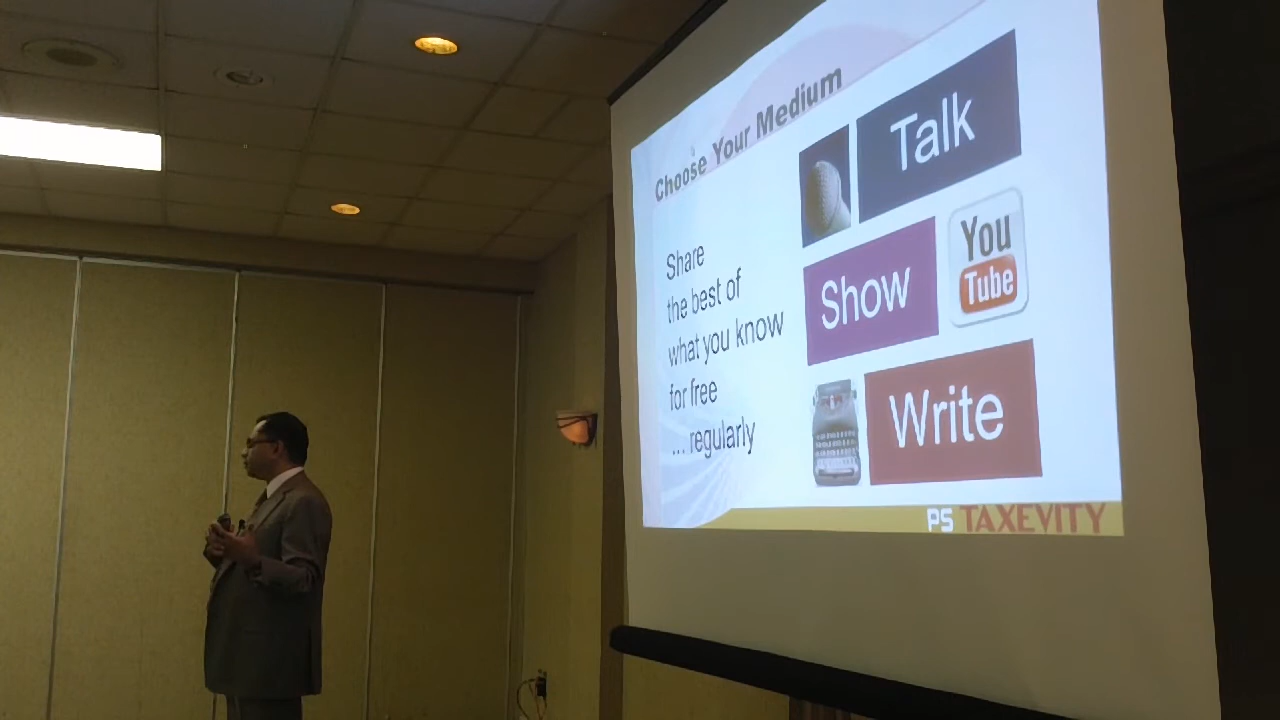 Choose Your Medium
Talk
Share
the best of
what you know
for free
... regularly
Show
You
Tube
Write
PS TAXEVITY